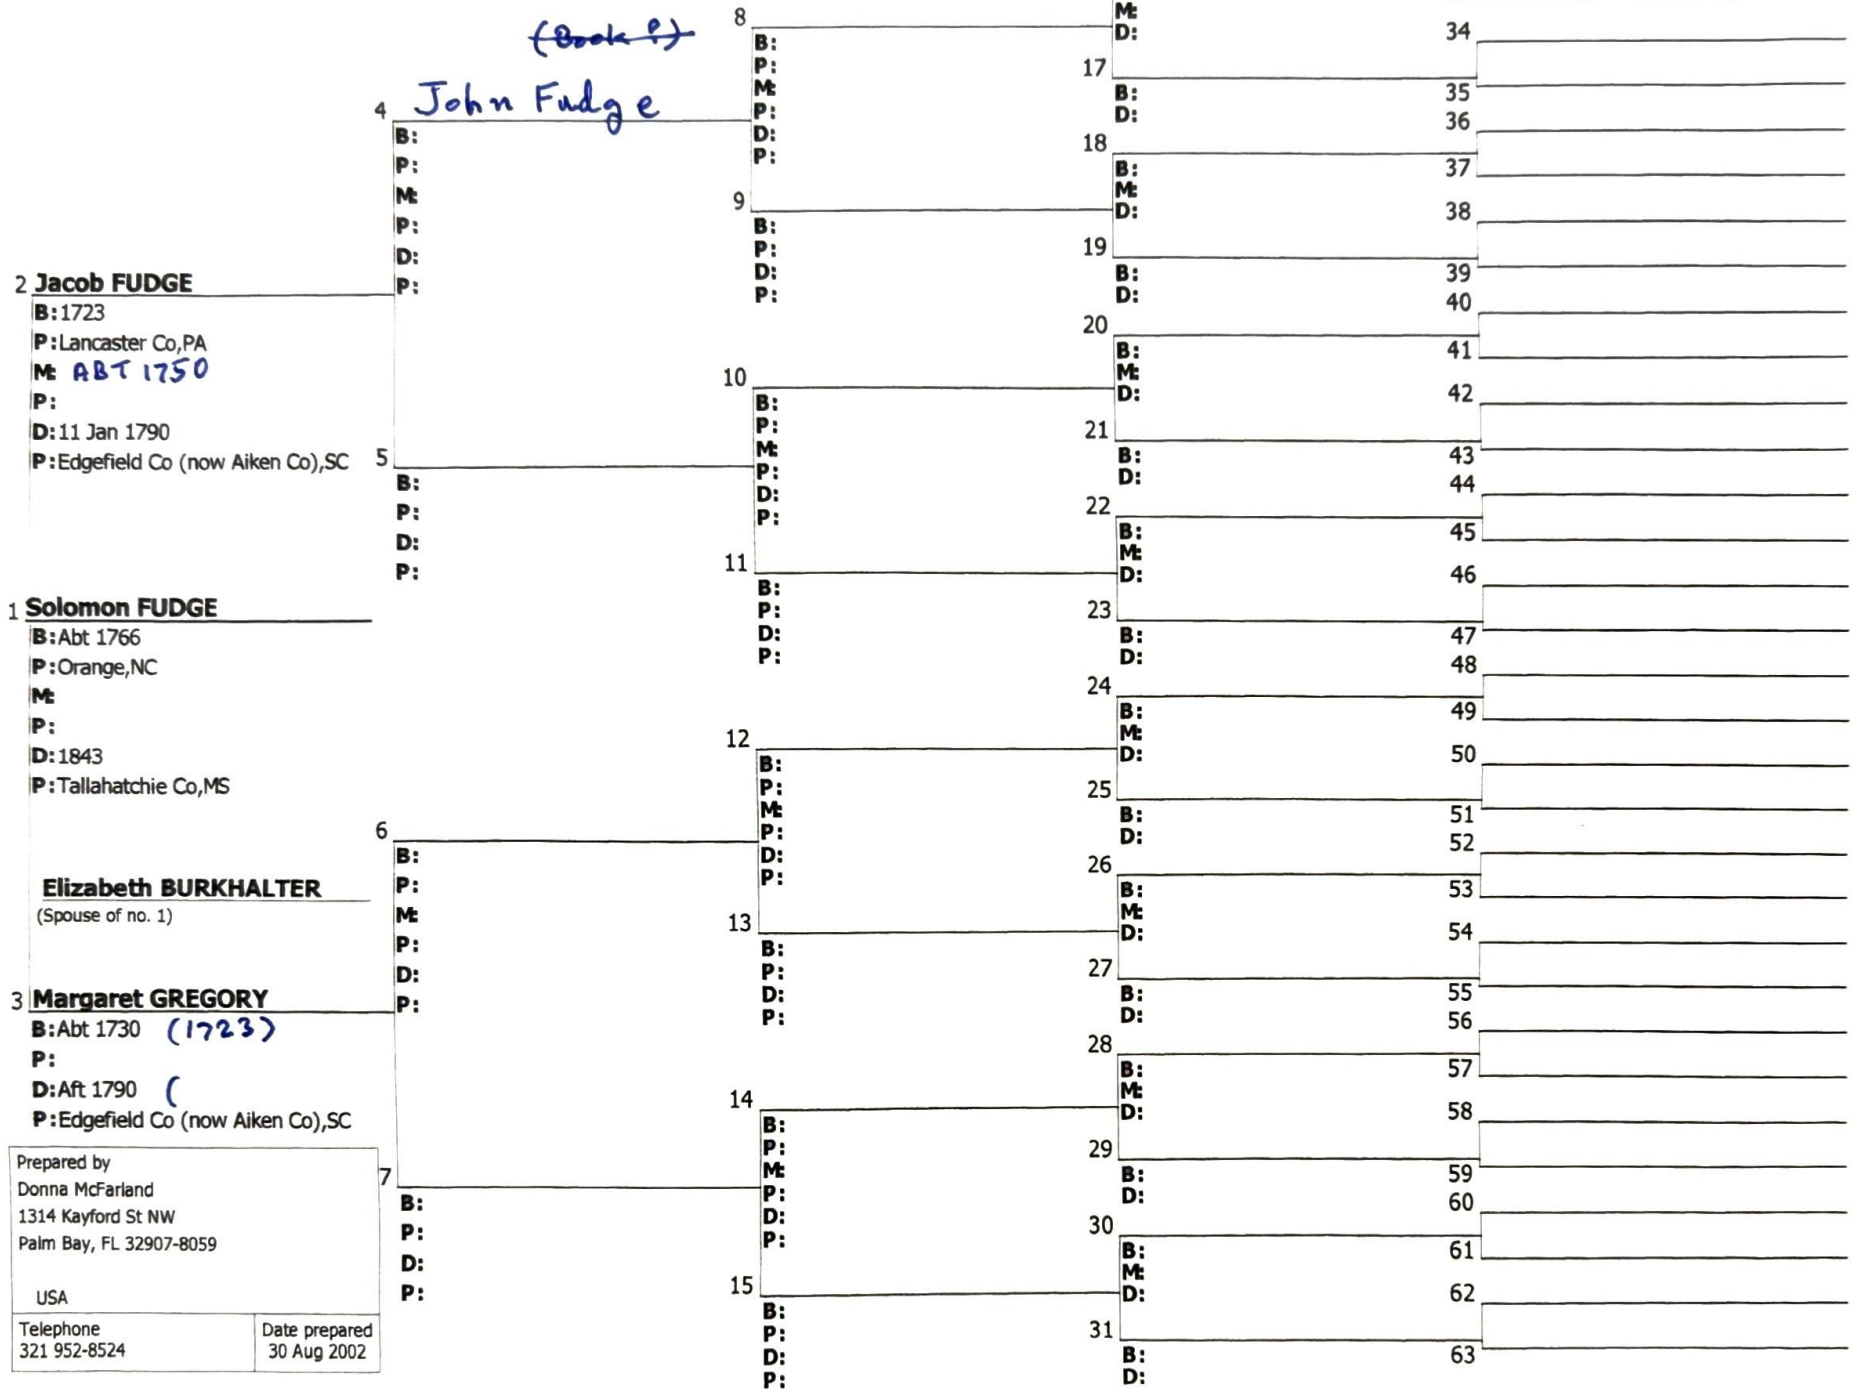 (Book ?)
4 John Fudge
B:
P:
M:
P:
D:
P:
2 Jacob FUDGE
B:1723
P:Lancaster Co,PA
M: ABT 1750
P:
D:11 Jan 1790
P:Edgefield Co (now Aiken Co),SC
5
B:
P:
D:
P:
1 Solomon FUDGE
B:Abt 1766
P:Orange,NC
M:
P:
D:1843
P:Tallahatchie Co,MS
Elizabeth BURKHALTER
(Spouse of no. 1)
6
B:
P:
M:
P:
D:
P:
3 Margaret GREGORY
B:Abt 1730 (1723)
P:
D:Aft 1790 (
P:Edgefield Co (now Aiken Co),SC
7
B:
P:
D:
P:
Prepared by
Donna McFarland
1314 Kayford St NW
Palm Bay, FL 32907-8059
USA
Telephone
321 952-8524
Date prepared
30 Aug 2002
8
B:
P:
M:
P:
D:
P:
9
B:
P:
D:
P:
10
B:
P:
M:
P:
D:
P:
11
B:
P:
D:
P:
12
B:
P:
M:
P:
D:
P:
13
B:
P:
D:
P:
14
B:
P:
M:
P:
D:
P:
15
B:
P:
D:
P:
M:
D:
17
B:
D:
18
B:
M:
D:
19
B:
D:
20
B:
M:
D:
21
B:
D:
22
B:
M:
D:
23
B:
D:
24
B:
M:
D:
25
B:
D:
26
B:
M:
D:
27
B:
D:
28
B:
M:
D:
29
B:
D:
30
B:
M:
D:
31
B:
D:
34
35
36
37
38
39
40
41
42
43
44
45
46
47
48
49
50
51
52
53
54
55
56
57
58
59
60
61
62
63